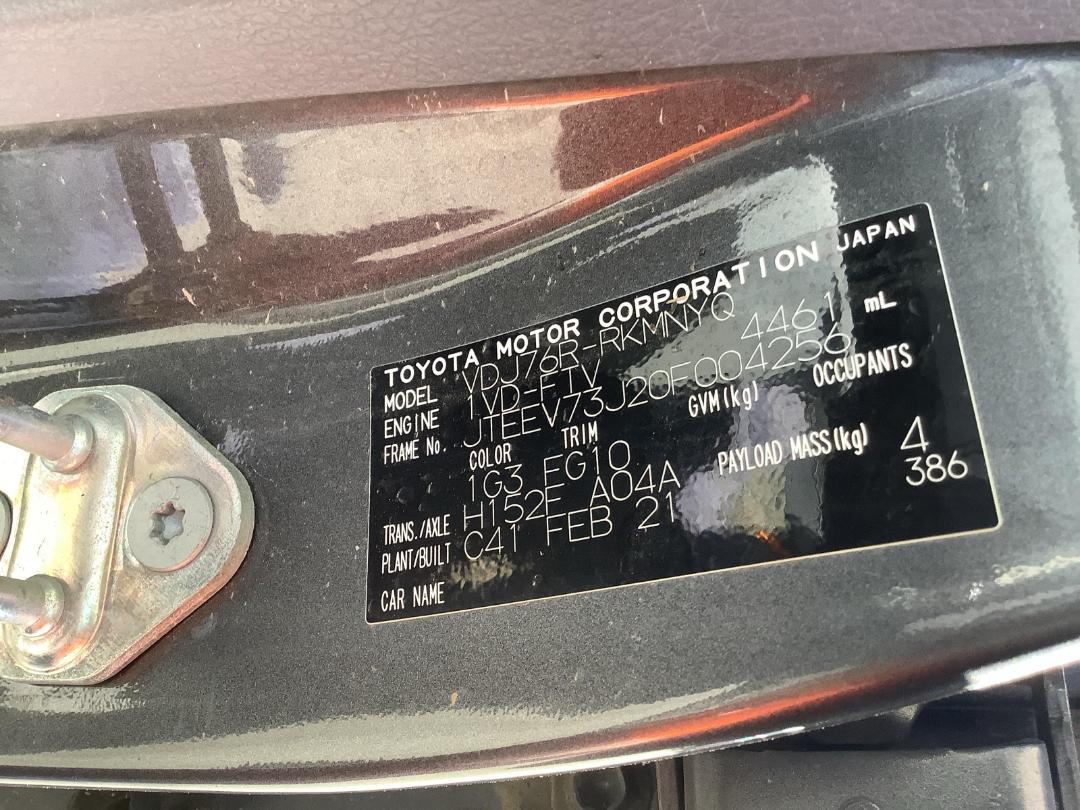 TOYOTA MOTOR CORPORATION JAPAN
MODEL VDJ76R-RKMNYQ
ENGINE 1VD-FTV 4461 mL
FRAME No. JTEEV73J20F004256
COLOR TRIM GVM(kg) OCCUPANTS
1G3 FG10 4
TRANS./AXLE H152F A04A PAYLOAD MASS(kg) 386
PLANT/BUILT C41 FEB 21
CAR NAME